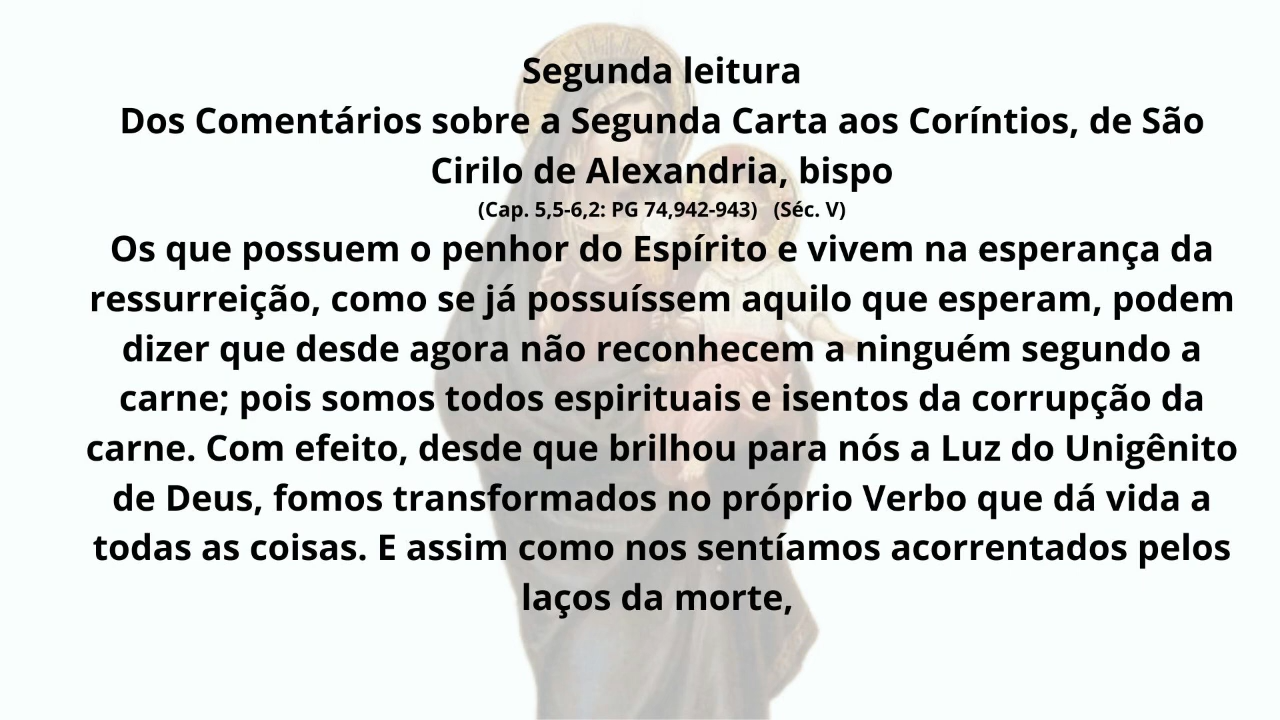 Segunda leitura
Dos Comentários sobre a Segunda Carta aos Coríntios, de São
Cirilo de Alexandria, bispo
(Cap. 5,5-6,2: PG 74,942-943) (Séc. V)
Os que possuem o penhor do Espírito e vivem na esperança da
ressurreição, como se já possuíssem aquilo que esperam, podem
dizer que desde agora não reconhecem a ninguém segundo a
carne; pois somos todos espirituais e isentos da corrupção da
carne. Com efeito, desde que brilhou para nós a Luz do Unigênito
de Deus, fomos transformados no próprio Verbo que dá vida a
todas as coisas. E assim como nos sentíamos acorrentados pelos
laços da morte,